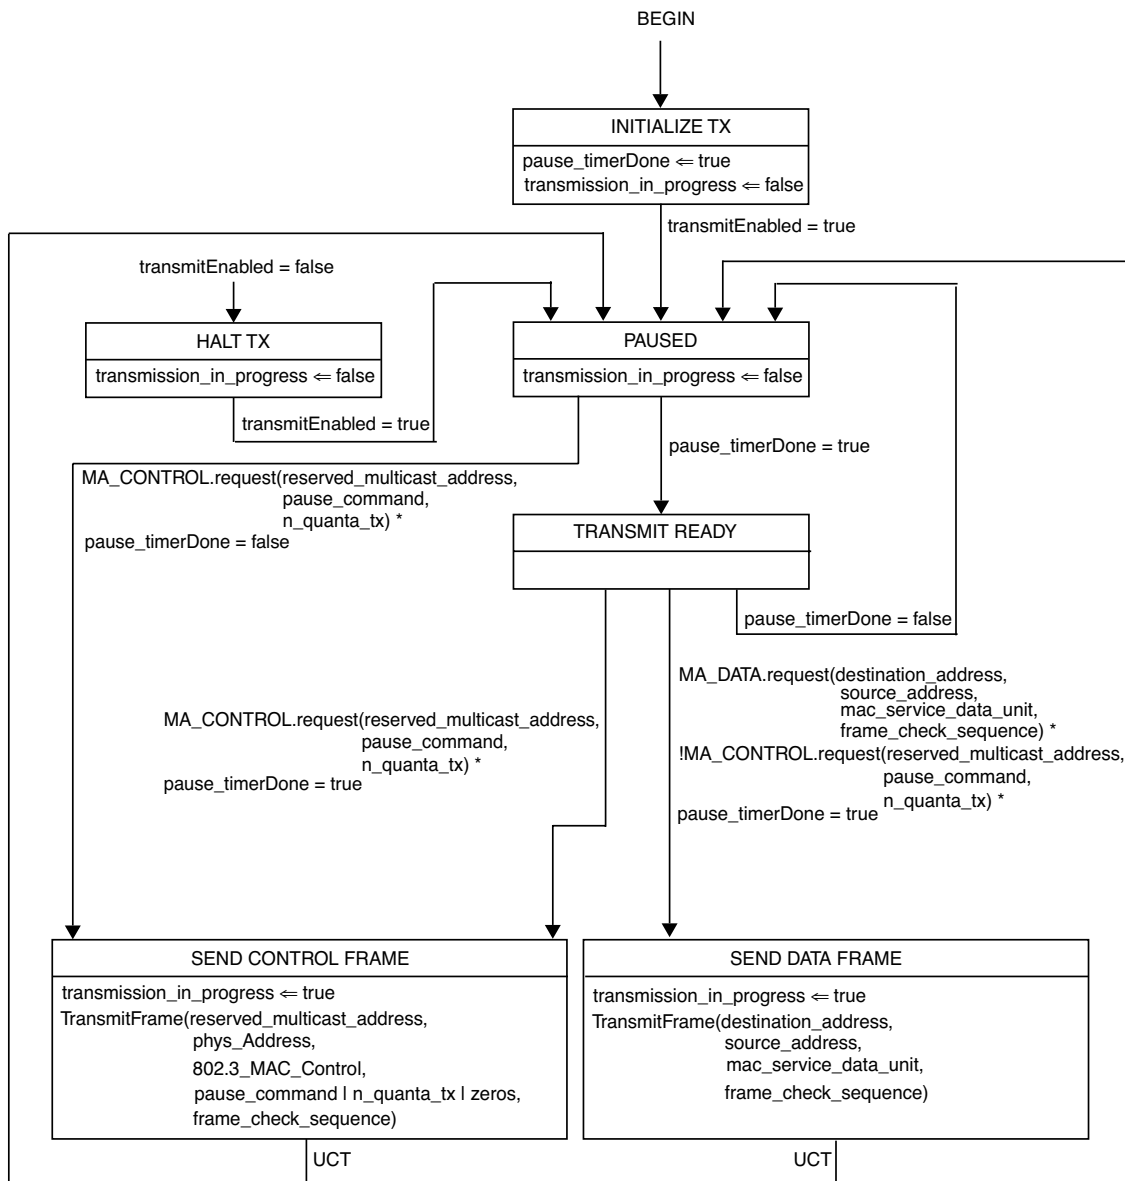 BEGIN
INITIALIZE TX
pause_timerDone ⇐ true
transmission_in_progress ⇐ false
transmitEnabled = true
transmitEnabled = false
HALT TX
transmission_in_progress ⇐ false
transmitEnabled = true
PAUSED
transmission_in_progress ⇐ false
pause_timerDone = true
MA_CONTROL.request(reserved_multicast_address,
pause_command,
n_quanta_tx) *
pause_timerDone = false
TRANSMIT READY
pause_timerDone = false
MA_CONTROL.request(reserved_multicast_address,
pause_command,
n_quanta_tx) *
pause_timerDone = true
MA_DATA.request(destination_address,
source_address,
mac_service_data_unit,
frame_check_sequence) *
!MA_CONTROL.request(reserved_multicast_address,
pause_command,
n_quanta_tx) *
pause_timerDone = true
SEND CONTROL FRAME
transmission_in_progress ⇐ true
TransmitFrame(reserved_multicast_address,
phys_Address,
802.3_MAC_Control,
pause_command | n_quanta_tx | zeros,
frame_check_sequence)
UCT
SEND DATA FRAME
transmission_in_progress ⇐ true
TransmitFrame(destination_address,
source_address,
mac_service_data_unit,
frame_check_sequence)
UCT